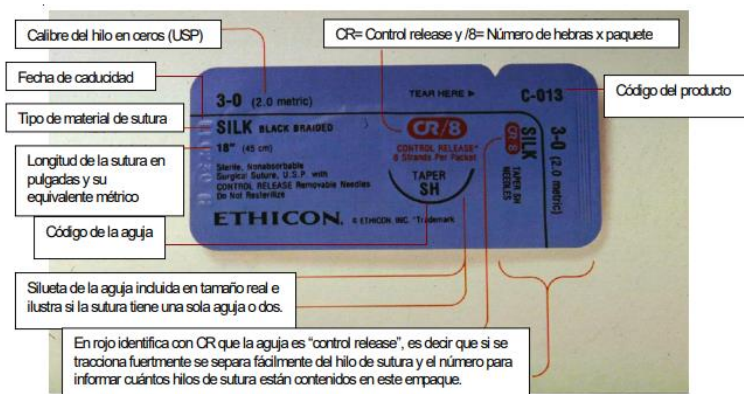 Calibre del hilo en ceros (USP)
CR= Control release y /8= Número de hebras x paquete
Fecha de caducidad
Tipo de material de sutura
Longitud de la sutura en
pulgadas y su
equivalente métrico
Código de la aguja
Código del producto
3-0 (2.0 metric)
TEAR HERE
C-013
SILK BLACK BRAIDED
18" (45 cm)
Sterile, Nonabsorbable
Surgical Suture, U.S.P. with
CONTROL RELEASE Removable Needles
Do Not Resterilize
ETHICON. © ETHICON, INC. *Trademark
CR/8
CONTROL RELEASE*
8 Strands Per Packet
TAPER
SH
3-0 (2.0 metric)
SILK
CR/8
TAPER SH
NEEDLES
Silueta de la aguja incluida en tamaño real e
ilustra si la sutura tiene una sola aguja o dos.
En rojo identifica con CR que la aguja es "control release", es decir que si se
tracciona fuertmente se separa fácilmente del hilo de sutura y el número para
informar cuántos hilos de sutura están contenidos en este empaque.